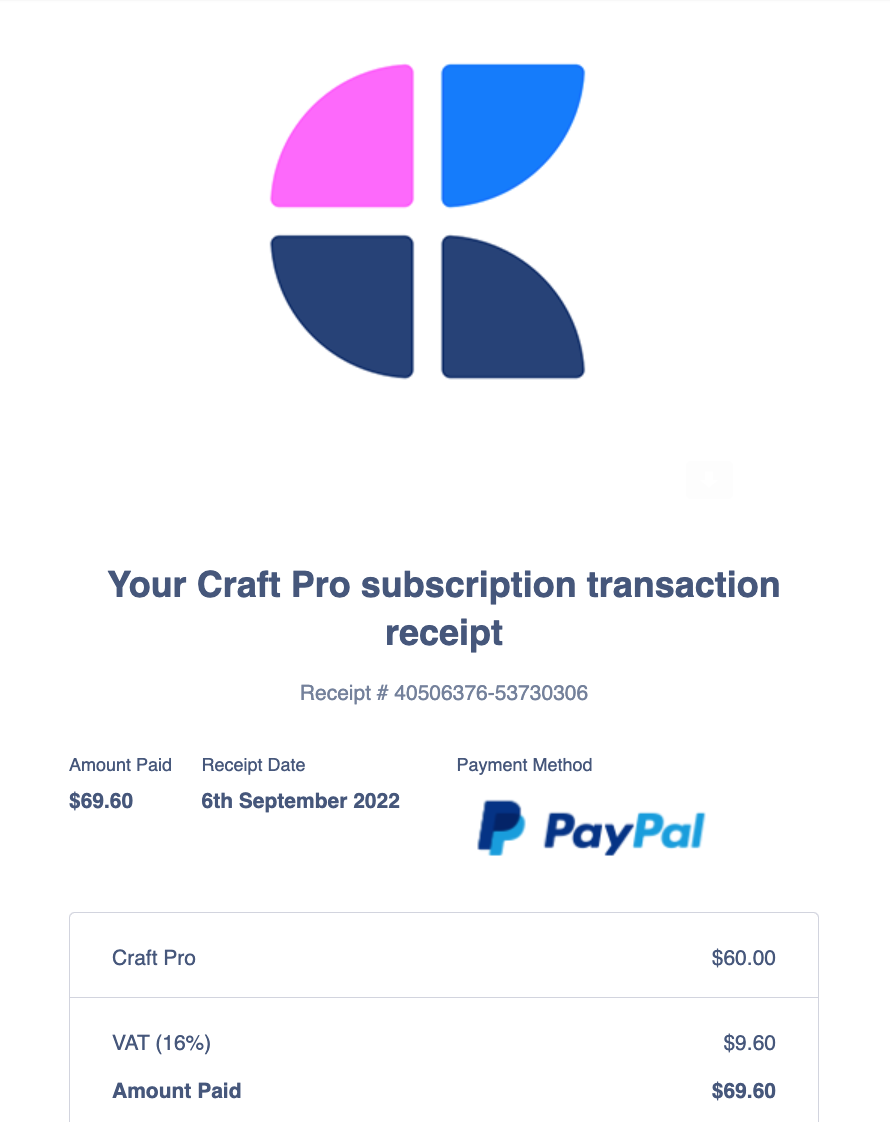 Your Craft Pro subscription transaction
receipt
Receipt # 40506376-53730306
Amount Paid Receipt Date Payment Method
$69.60 6th September 2022
PayPal
Craft Pro $60.00
VAT (16%) $9.60
Amount Paid $69.60